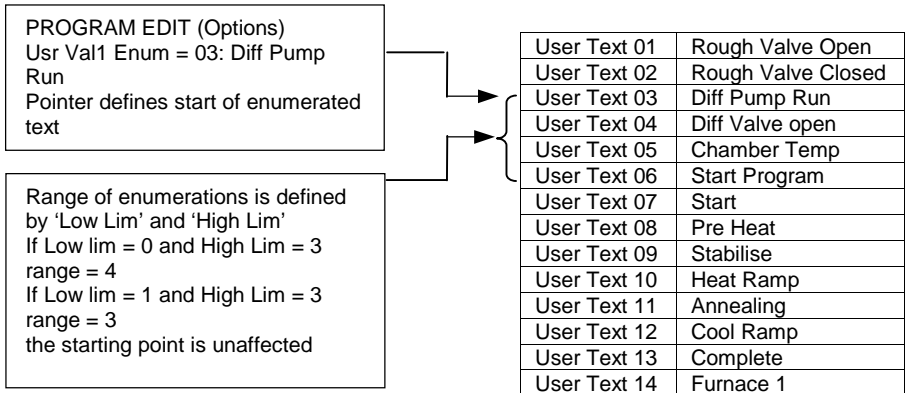 PROGRAM EDIT (Options)
Usr Val1 Enum = 03: Diff Pump
Run
Pointer defines start of enumerated
text
Range of enumerations is defined
by ‘Low Lim’ and ‘High Lim’
If Low lim = 0 and High Lim = 3
range = 4
If Low lim = 1 and High Lim = 3
range = 3
the starting point is unaffected
User Text 01 Rough Valve Open
User Text 02 Rough Valve Closed
User Text 03 Diff Pump Run
User Text 04 Diff Valve open
User Text 05 Chamber Temp
User Text 06 Start Program
User Text 07 Start
User Text 08 Pre Heat
User Text 09 Stabilise
User Text 10 Heat Ramp
User Text 11 Annealing
User Text 12 Cool Ramp
User Text 13 Complete
User Text 14 Furnace 1